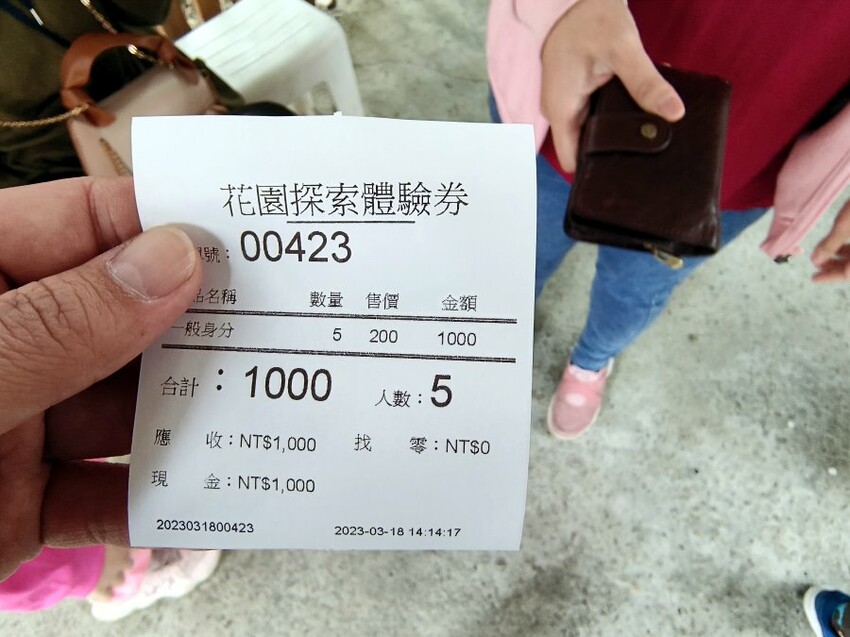 花園探索體驗券
號：00423
名稱 數量 售價 金額
一般身分 5 200 1000
合計：1000 人數：5
應 收：NT$1,000 找 零：NT$0
現 金：NT$1,000
2023031800423 2023-03-18 14:14:17